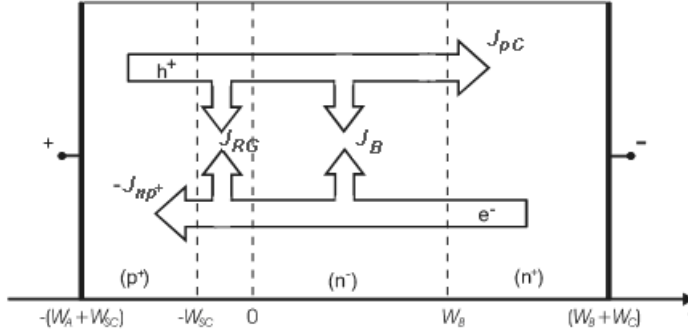 J_pC
h⁺
+
J_RG
J_B
-
-J_np⁺
e⁻
(p⁺)
(n⁻)
(n⁺)
-(W_A+W_SC)
-W_SC
0
W_B
(W_B+W_C)